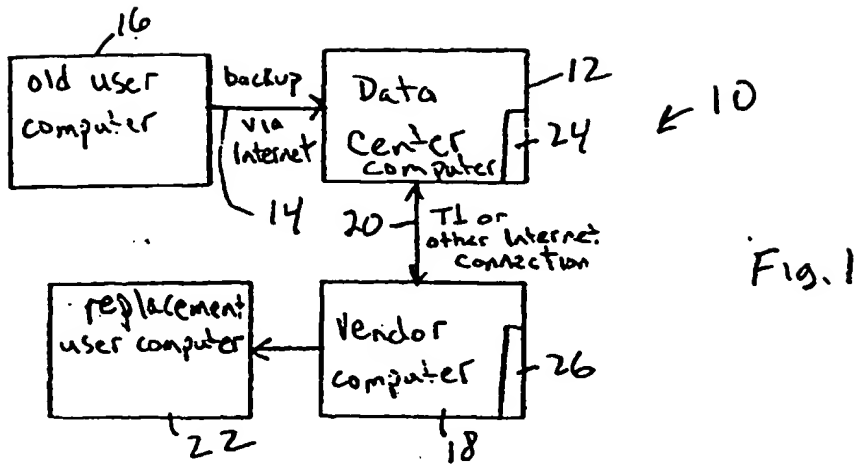 16
old user
computer
backup
via
Internet
14
Data
Center
computer
12
24
10
20
T1 or
other Internet
connection
Fig. 1
replacement
user computer
22
Vendor
computer
26
18